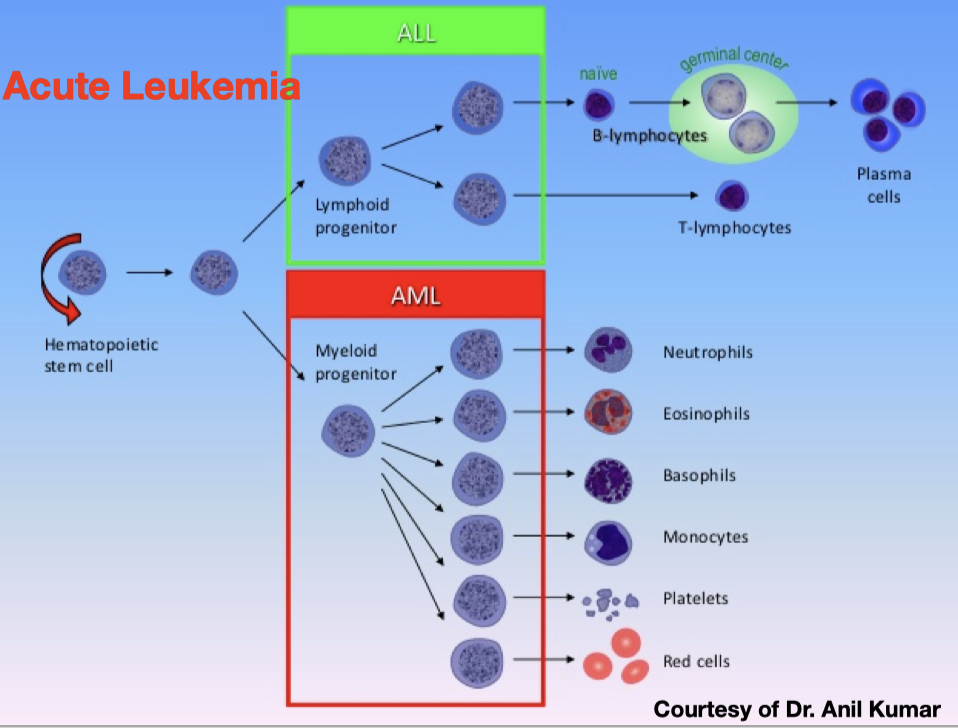 Acute Leukemia
ALL
naïve
germinal center
B-lymphocytes
Plasma
cells
Lymphoid
progenitor
T-lymphocytes
Hematopoietic
stem cell
AML
Myeloid
progenitor
Neutrophils
Eosinophils
Basophils
Monocytes
Platelets
Red cells
Courtesy of Dr. Anil Kumar